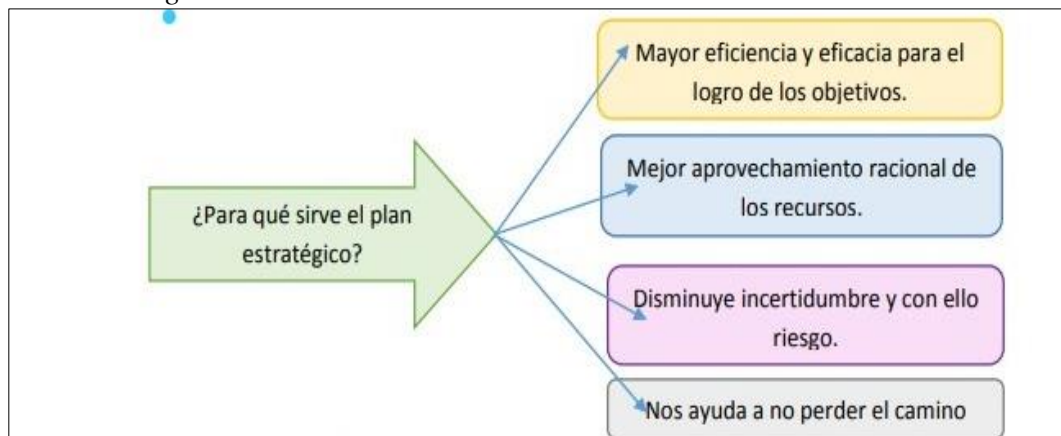 ¿Para qué sirve el plan
estratégico?
Mayor eficiencia y eficacia para el
logro de los objetivos.
Mejor aprovechamiento racional de
los recursos.
Disminuye incertidumbre y con ello
riesgo.
Nos ayuda a no perder el camino